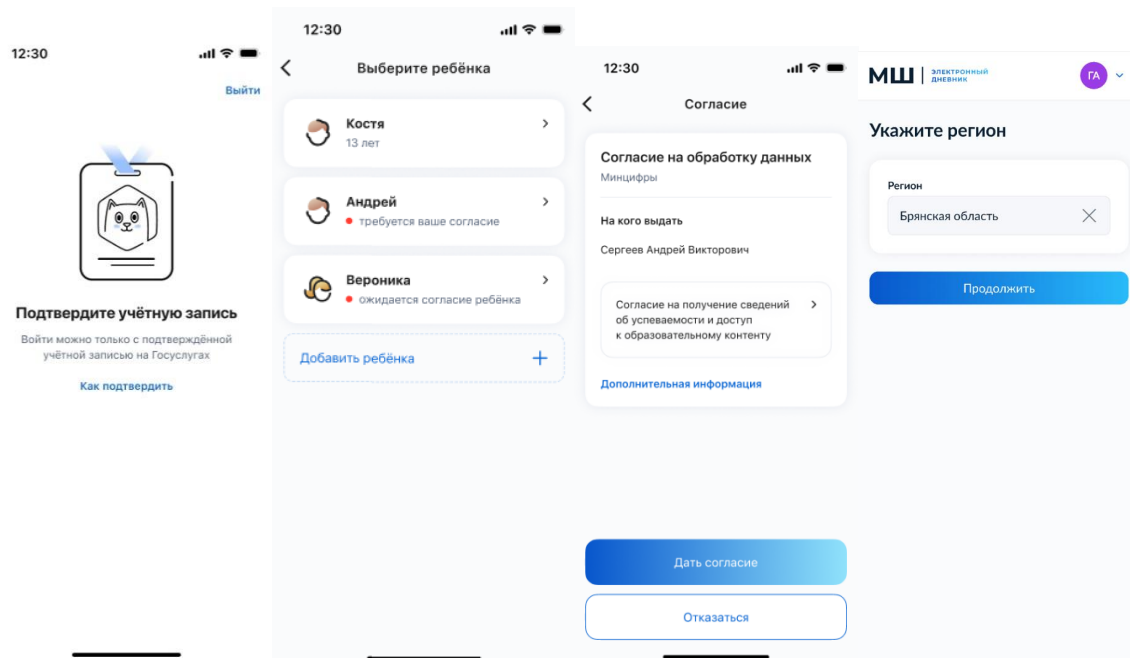 12:30
Выйти
Подтвердите учётную запись
Войти можно только с подтверждённой
учётной записью на Госуслугах
Как подтвердить
12:30
Выберите ребёнка
Костя
13 лет
Андрей
требуется ваше согласие
Вероника
ожидается согласие ребёнка
Добавить ребёнка
12:30
Согласие
Согласие на обработку данных
Минцифры
На кого выдать
Сергеев Андрей Викторович
Согласие на получение сведений
об успеваемости и доступ
к образовательному контенту
Дополнительная информация
Дать согласие
Отказаться
МШ
ЭЛЕКТРОННЫЙ
ДНЕВНИК
ГА
Укажите регион
Регион
Брянская область
Продолжить